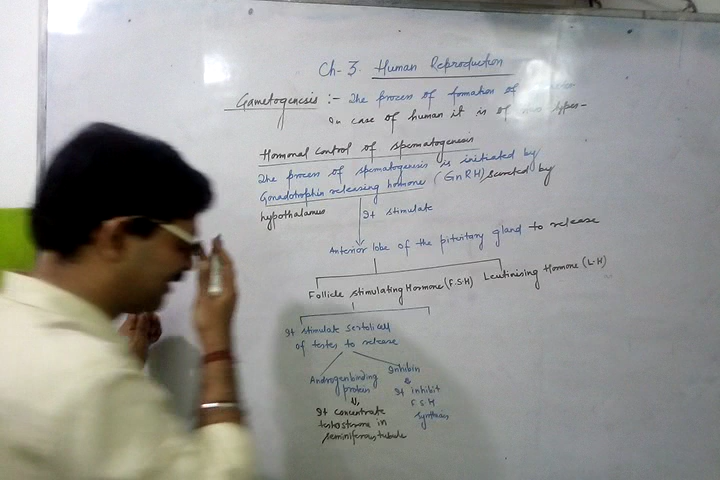 Ch- 3. Human Reproduction
Gametogenesis :- The process of formation of
In case of human it is of types-
Hormonal control of spermatogenesis
The process of spermatogenesis is initiated by
Gonadotrophin releasing hormone (GnRH) secreted by
hypothalamus
It stimulate
Anterior lobe of the pituitary gland to release
Follicle stimulating Hormone (F.S.H) Leutinising Hormone (L.H)
It stimulate sertoli cell
of testes to release
Androgen binding
protein
Inhibin
It inhibit
F.S.H
synthesis
It concentrate
testosterone in
seminiferous tubule